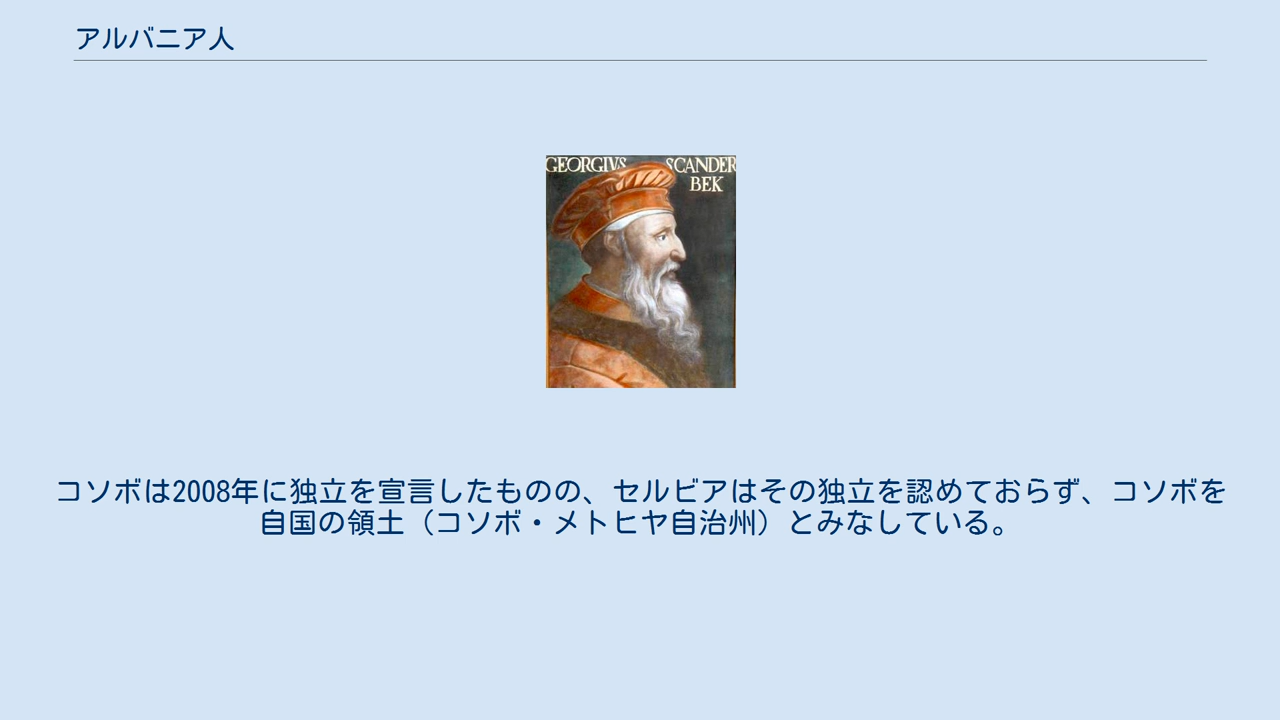 アルバニア人
GEORGIVS SCANDER
BEK
コソボは2008年に独立を宣言したものの、セルビアはその独立を認めておらず、コソボを
自国の領土（コソボ・メトヒヤ自治州）とみなしている。